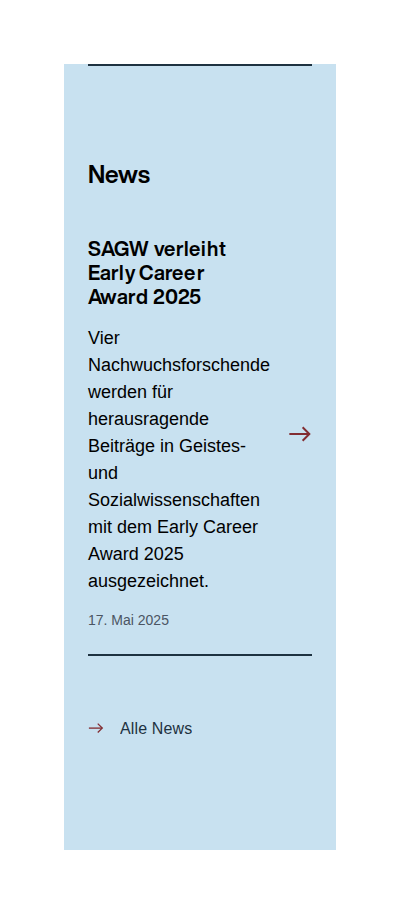 News
SAGW verleiht
Early Career
Award 2025
Vier
Nachwuchsforschende
werden für
herausragende
Beiträge in Geistes-
und
Sozialwissenschaften
mit dem Early Career
Award 2025
ausgezeichnet.
17. Mai 2025
Alle News